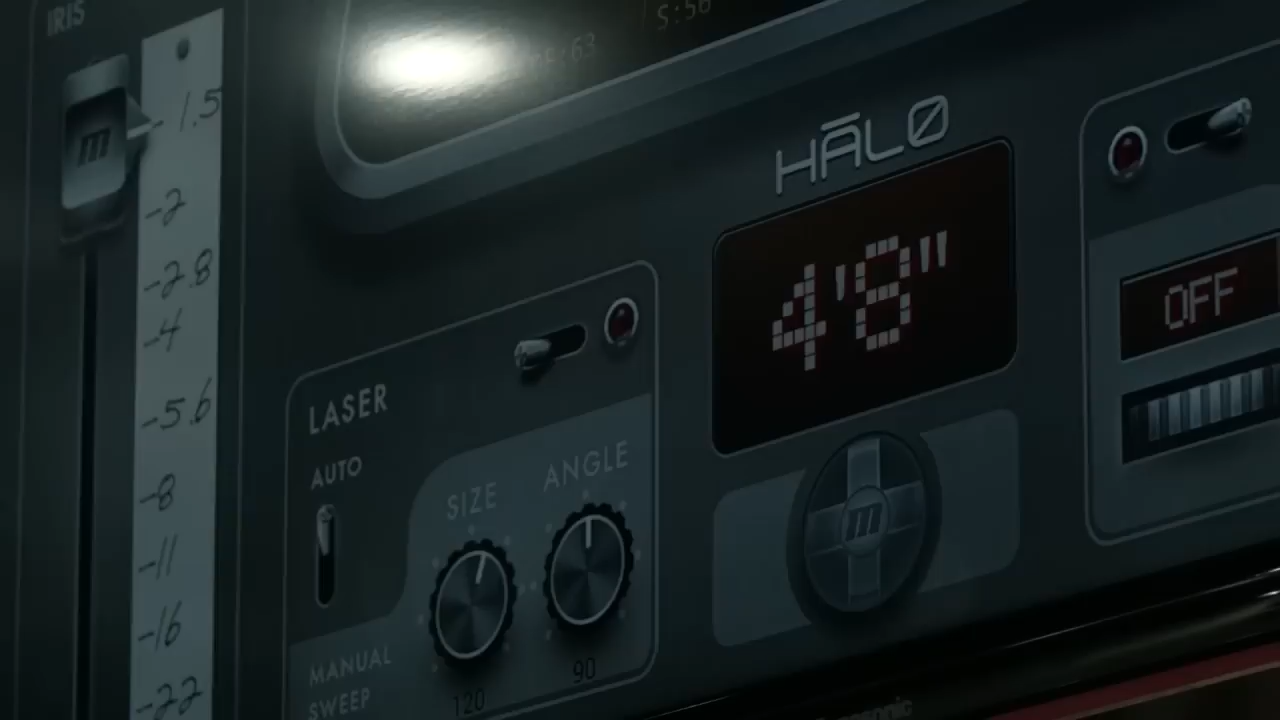 IRIS
1.5
-2
-2.8
-4
-5.6
-8
-11
-16
-22
m
5:56
HĀLØ
4'8"
OFF
LASER
AUTO
SIZE
ANGLE
MANUAL
SWEEP
120
90
m